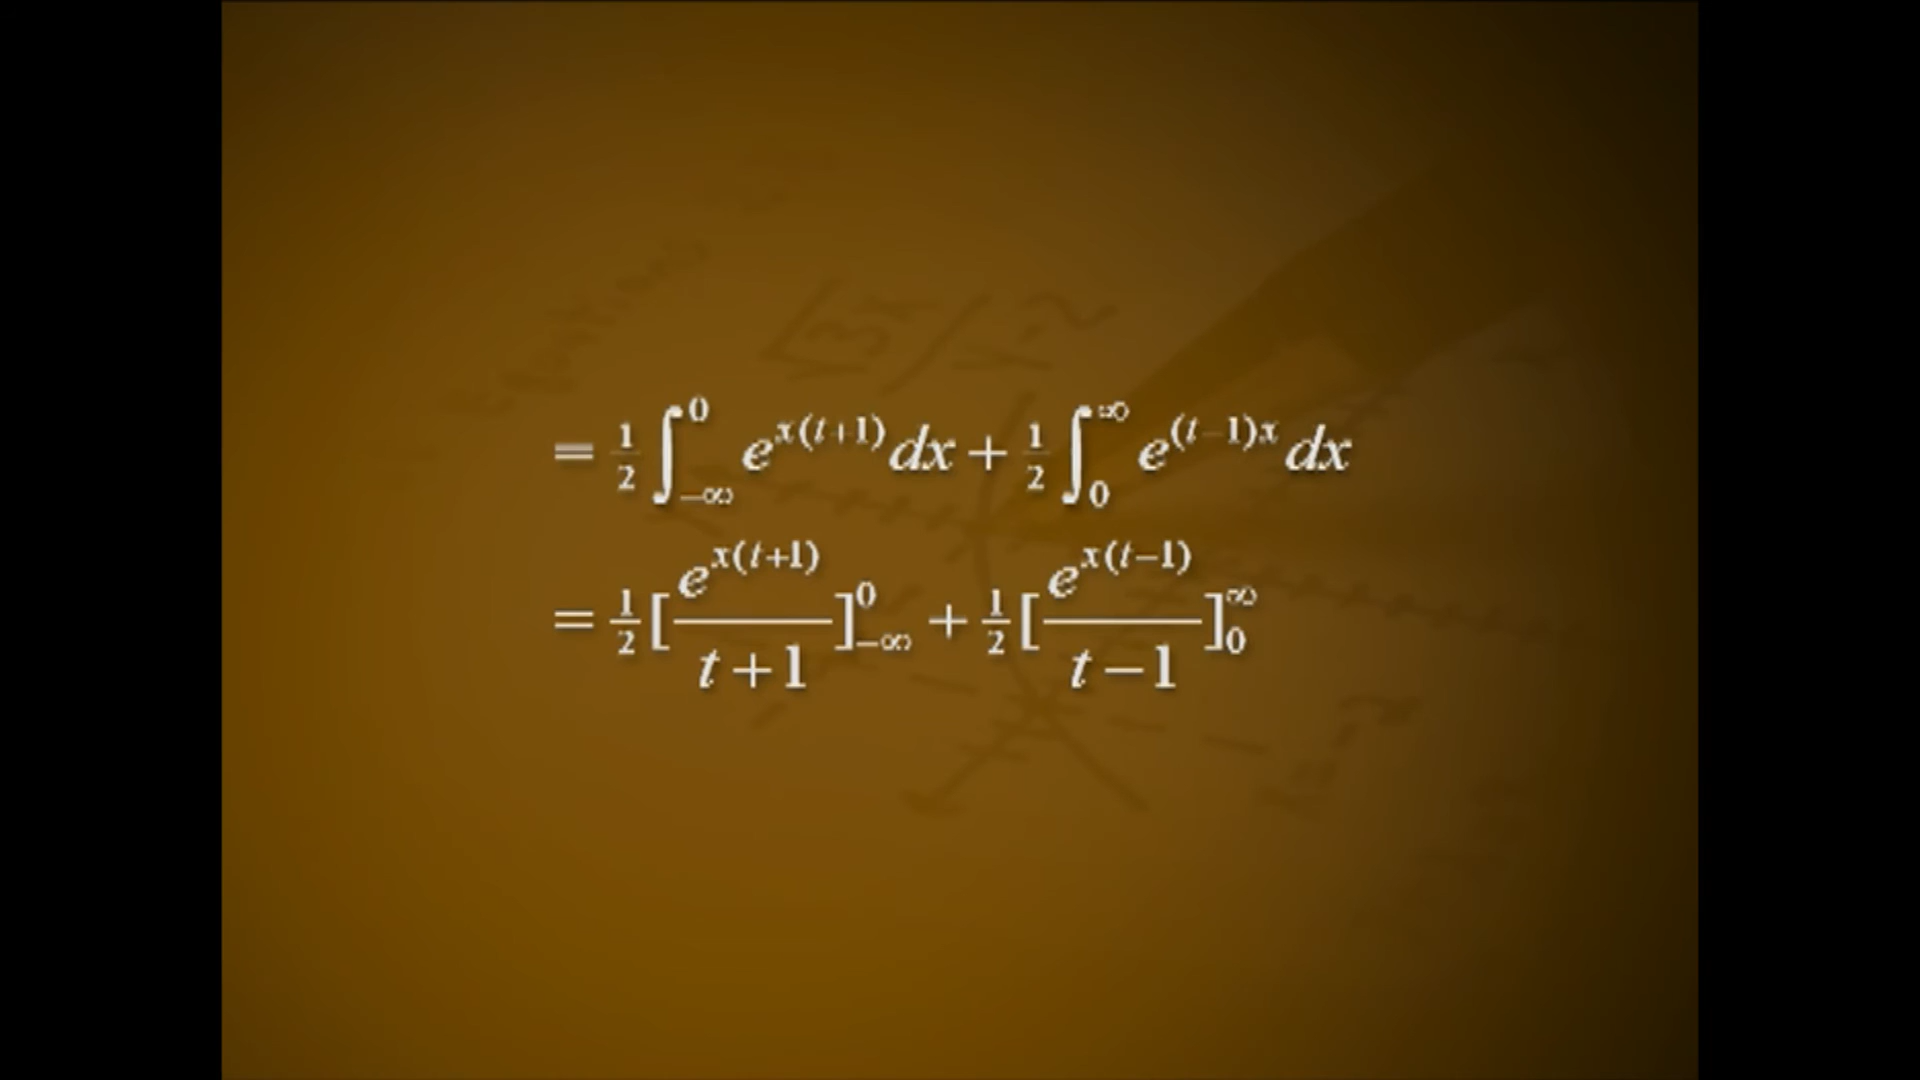 = 1/2 ∫_{-∞}^{0} e^{x(t+1)} dx + 1/2 ∫_{0}^{∞} e^{(t-1)x} dx
= 1/2 [e^{x(t+1)} / t+1]_{-∞}^{0} + 1/2 [e^{x(t-1)} / t-1]_{0}^{∞}